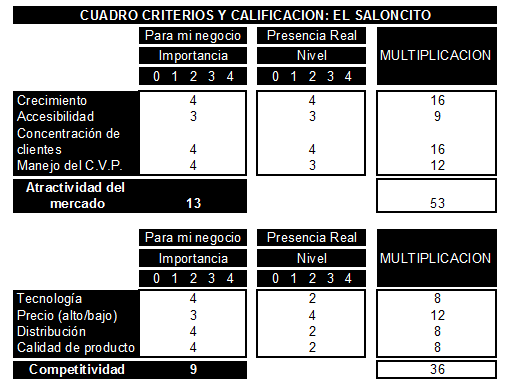 CUADRO CRITERIOS Y CALIFICACION: EL SALONCITO
Para mi negocio Presencia Real
Importancia Nivel MULTIPLICACION
0 1 2 3 4 0 1 2 3 4
Crecimiento 4 4 16
Accesibilidad 3 3 9
Concentración de
clientes 4 4 16
Manejo del C.V.P. 4 3 12
Atractividad del
mercado 13 53
Para mi negocio Presencia Real
Importancia Nivel MULTIPLICACION
0 1 2 3 4 0 1 2 3 4
Tecnología 4 2 8
Precio (alto/bajo) 3 4 12
Distribución 4 2 8
Calidad de producto 4 2 8
Competitividad 9 36